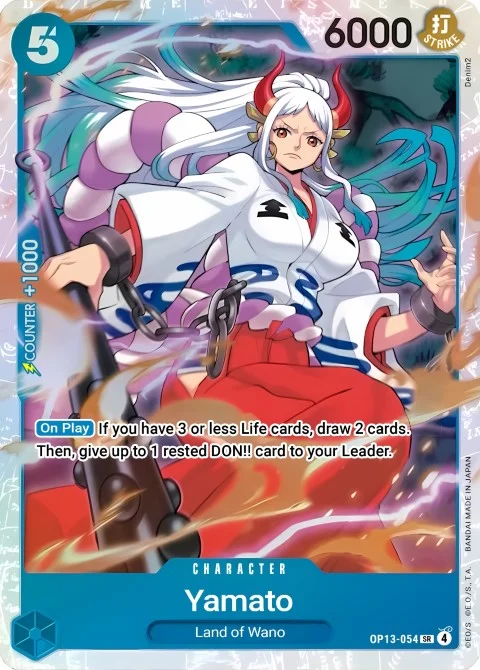 5
6000
打
STRIKE
Denim2
COUNTER +1000
On Play If you have 3 or less Life cards, draw 2 cards.
Then, give up to 1 rested DON!! card to your Leader.
BANDAI MADE IN JAPAN
CHARACTER
Yamato
Land of Wano
OP13-054 SR 4